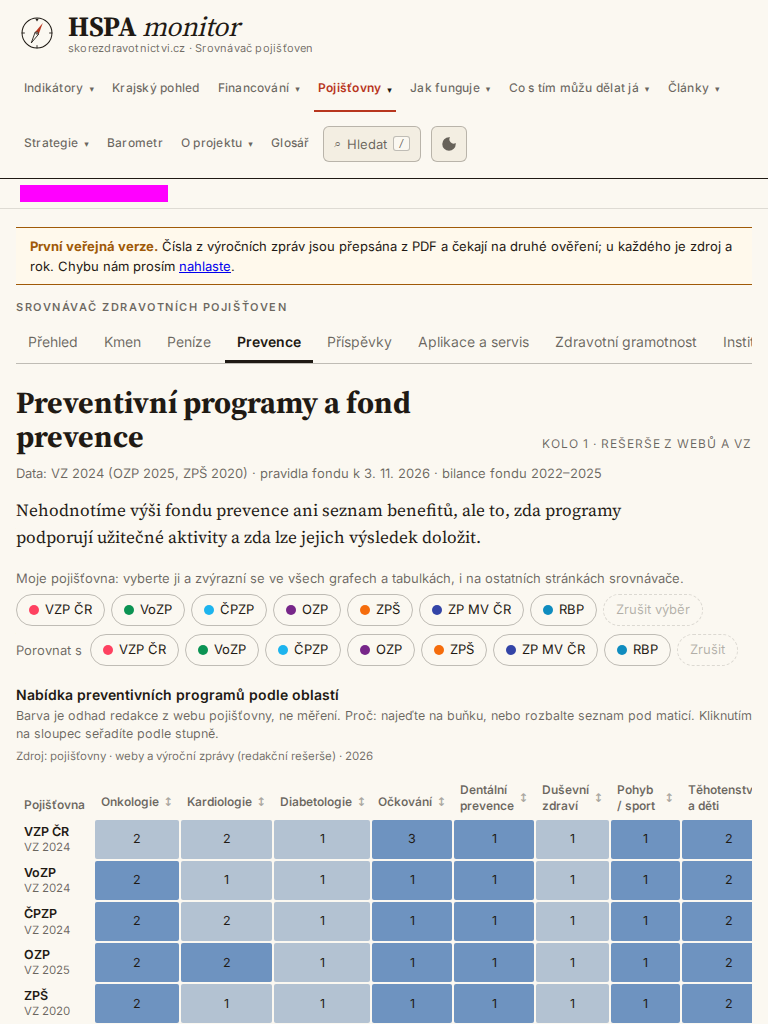 HSPA monitor
skorezdravotnictvi.cz · Srovnávač pojišťoven
Indikátory ▾ Krajský pohled Financování ▾ Pojišťovny ▾ Jak funguje ▾ Co s tím můžu dělat já ▾ Články ▾
Strategie ▾ Barometr O projektu ▾ Glosář ⌕ Hledat /
První veřejná verze. Čísla z výročních zpráv jsou přepsána z PDF a čekají na druhé ověření; u každého je zdroj a
rok. Chybu nám prosím nahlaste.
SROVNÁVAČ ZDRAVOTNÍCH POJIŠŤOVEN
Přehled Kmen Peníze Prevence Příspěvky Aplikace a servis Zdravotní gramotnost Instit
Preventivní programy a fond
prevence
KOLO 1 · REŠERŠE Z WEBŮ A VZ
Data: VZ 2024 (OZP 2025, ZPŠ 2020) · pravidla fondu k 3. 11. 2026 · bilance fondu 2022–2025
Nehodnotíme výši fondu prevence ani seznam benefitů, ale to, zda programy
podporují užitečné aktivity a zda lze jejich výsledek doložit.
Moje pojišťovna: vyberte ji a zvýrazní se ve všech grafech a tabulkách, i na ostatních stránkách srovnávače.
VZP ČR VoZP ČPZP OZP ZPŠ ZP MV ČR RBP Zrušit výběr
Porovnat s VZP ČR VoZP ČPZP OZP ZPŠ ZP MV ČR RBP Zrušit
Nabídka preventivních programů podle oblastí
Barva je odhad redakce z webu pojišťovny, ne měření. Proč: najeďte na buňku, nebo rozbalte seznam pod maticí. Kliknutím
na sloupec seřadíte podle stupně.
Zdroj: pojišťovny · weby a výroční zprávy (redakční rešerše) · 2026
Pojišťovna Onkologie ↕ Kardiologie ↕ Diabetologie ↕ Očkování ↕ Dentální prevence ↕ Duševní zdraví ↕ Pohyb / sport ↕ Těhotenstv a děti
VZP ČR 2 2 1 3 1 1 1 2
VZ 2024
VoZP 2 1 1 1 1 1 1 2
VZ 2024
ČPZP 2 2 1 1 1 1 1 2
VZ 2024
OZP 2 2 1 1 1 1 1 2
VZ 2025
ZPŠ 2 1 1 1 1 1 1 2
VZ 2020